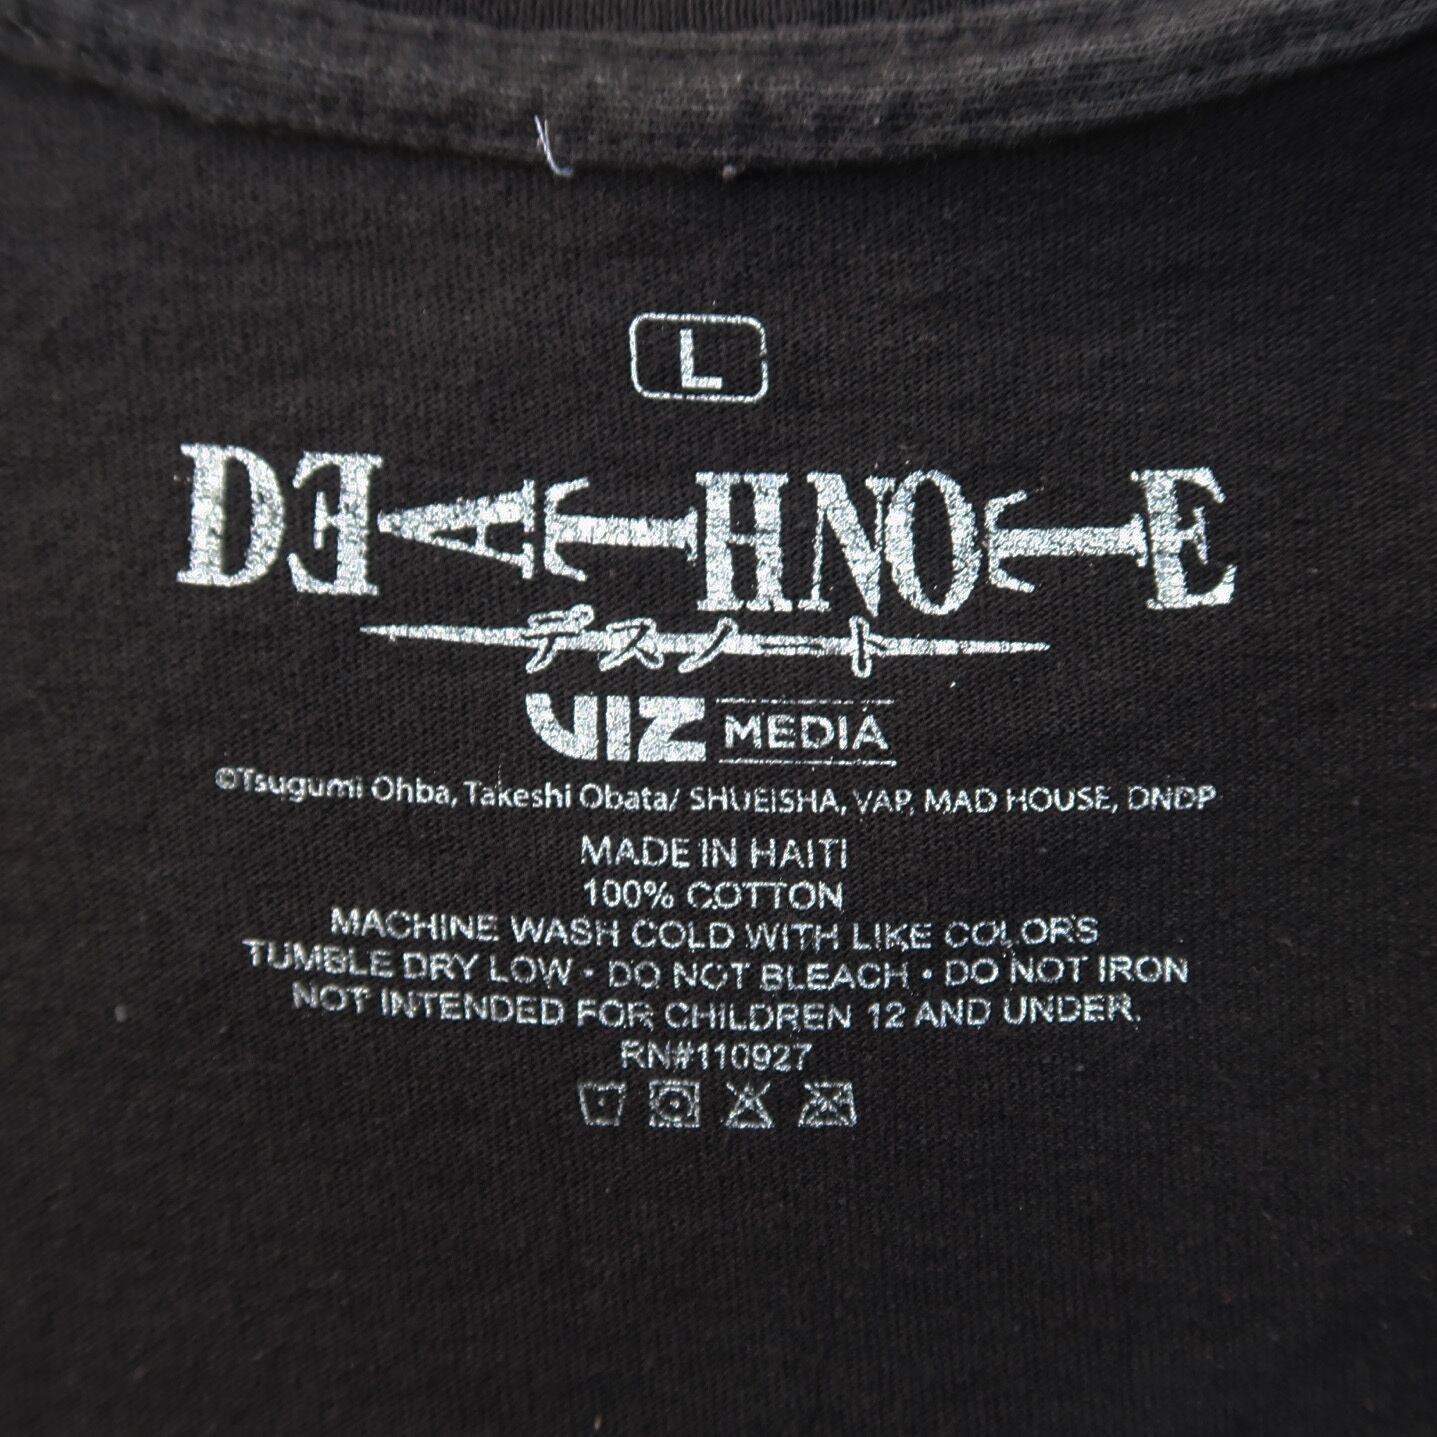 L
DEATH NOTE
デスノート
VIZ MEDIA
©Tsugumi Ohba, Takeshi Obata/ SHUEISHA, VAP, MAD HOUSE, DNDP
MADE IN HAITI
100% COTTON
MACHINE WASH COLD WITH LIKE COLORS
TUMBLE DRY LOW • DO NOT BLEACH • DO NOT IRON
NOT INTENDED FOR CHILDREN 12 AND UNDER.
RN#110927